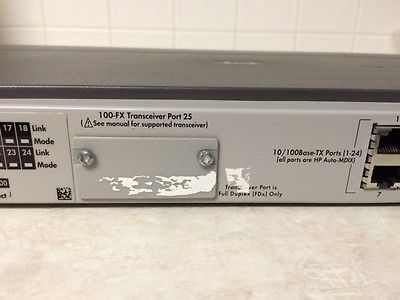 100-FX Transceiver Port 25
(⚠See manual for supported transceiver)
17 18 Link
Mode
23 24 Link
Mode
10/100Base-TX Ports (1-24)
(all ports are HP Auto-MDIX)
Transceiver Port is
Full Duplex (FDx) Only
1
7